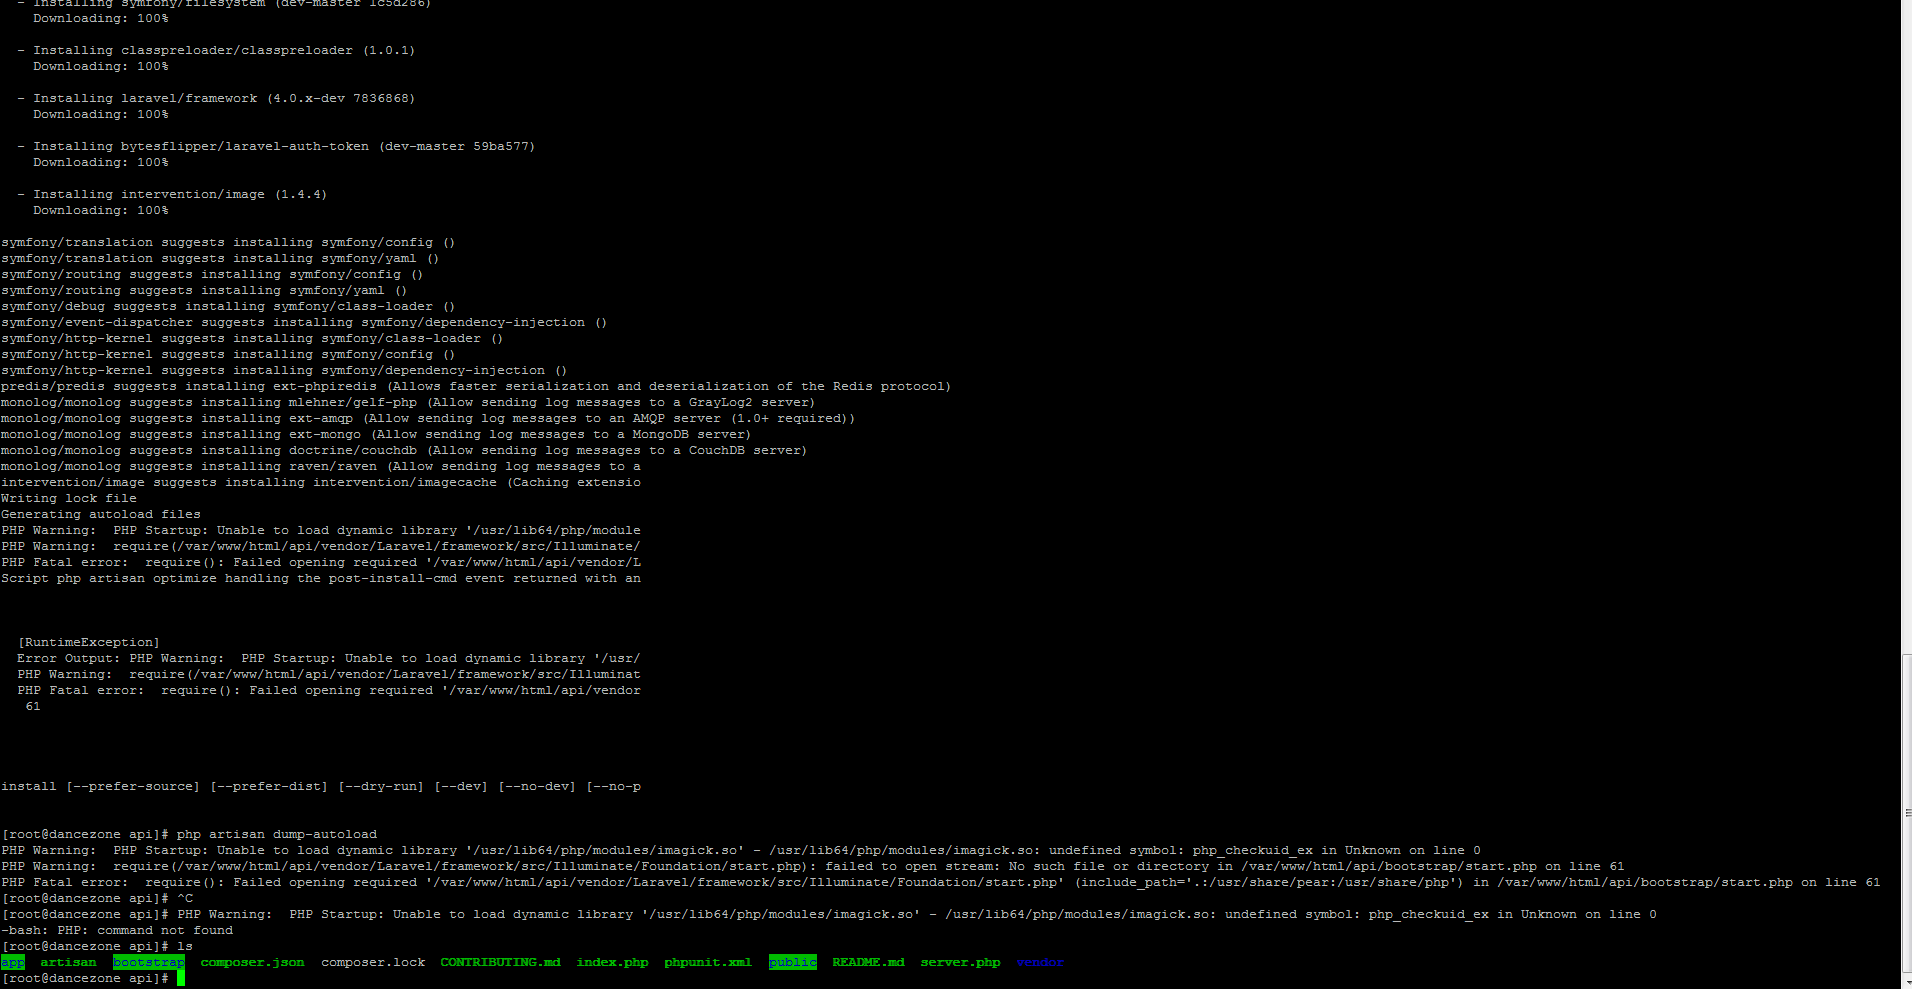 - Installing symfony/filesystem (dev-master 1c5d286)
Downloading: 100%
- Installing classpreloader/classpreloader (1.0.1)
Downloading: 100%
- Installing laravel/framework (4.0.x-dev 7836868)
Downloading: 100%
- Installing bytesflipper/laravel-auth-token (dev-master 59ba577)
Downloading: 100%
- Installing intervention/image (1.4.4)
Downloading: 100%
symfony/translation suggests installing symfony/config ()
symfony/translation suggests installing symfony/yaml ()
symfony/routing suggests installing symfony/config ()
symfony/routing suggests installing symfony/yaml ()
symfony/debug suggests installing symfony/class-loader ()
symfony/event-dispatcher suggests installing symfony/dependency-injection ()
symfony/http-kernel suggests installing symfony/class-loader ()
symfony/http-kernel suggests installing symfony/config ()
symfony/http-kernel suggests installing symfony/dependency-injection ()
predis/predis suggests installing ext-phpiredis (Allows faster serialization and deserialization of the Redis protocol)
monolog/monolog suggests installing mlehner/gelf-php (Allow sending log messages to a GrayLog2 server)
monolog/monolog suggests installing ext-amqp (Allow sending log messages to an AMQP server (1.0+ required))
monolog/monolog suggests installing ext-mongo (Allow sending log messages to a MongoDB server)
monolog/monolog suggests installing doctrine/couchdb (Allow sending log messages to a CouchDB server)
monolog/monolog suggests installing raven/raven (Allow sending log messages to a
intervention/image suggests installing intervention/imagecache (Caching extensio
Writing lock file
Generating autoload files
PHP Warning:  PHP Startup: Unable to load dynamic library '/usr/lib64/php/module
PHP Warning:  require(/var/www/html/api/vendor/Laravel/framework/src/Illuminate/
PHP Fatal error:  require(): Failed opening required '/var/www/html/api/vendor/L
Script php artisan optimize handling the post-install-cmd event returned with an
[RuntimeException]
Error Output: PHP Warning:  PHP Startup: Unable to load dynamic library '/usr/
PHP Warning:  require(/var/www/html/api/vendor/Laravel/framework/src/Illuminat
PHP Fatal error:  require(): Failed opening required '/var/www/html/api/vendor
61
install [--prefer-source] [--prefer-dist] [--dry-run] [--dev] [--no-dev] [--no-p
[root@dancezone api]# php artisan dump-autoload
PHP Warning:  PHP Startup: Unable to load dynamic library '/usr/lib64/php/modules/imagick.so' - /usr/lib64/php/modules/imagick.so: undefined symbol: php_checkuid_ex in Unknown on line 0
PHP Warning:  require(/var/www/html/api/vendor/Laravel/framework/src/Illuminate/Foundation/start.php): failed to open stream: No such file or directory in /var/www/html/api/bootstrap/start.php on line 61
PHP Fatal error:  require(): Failed opening required '/var/www/html/api/vendor/Laravel/framework/src/Illuminate/Foundation/start.php' (include_path='.:/usr/share/pear:/usr/share/php') in /var/www/html/api/bootstrap/start.php on line 61
[root@dancezone api]# ^C
[root@dancezone api]# PHP Warning:  PHP Startup: Unable to load dynamic library '/usr/lib64/php/modules/imagick.so' - /usr/lib64/php/modules/imagick.so: undefined symbol: php_checkuid_ex in Unknown on line 0
-bash: PHP: command not found
[root@dancezone api]# ls
app  artisan  bootstrap  composer.json  composer.lock  CONTRIBUTING.md  index.php  phpunit.xml  public  README.md  server.php  vendor
[root@dancezone api]#